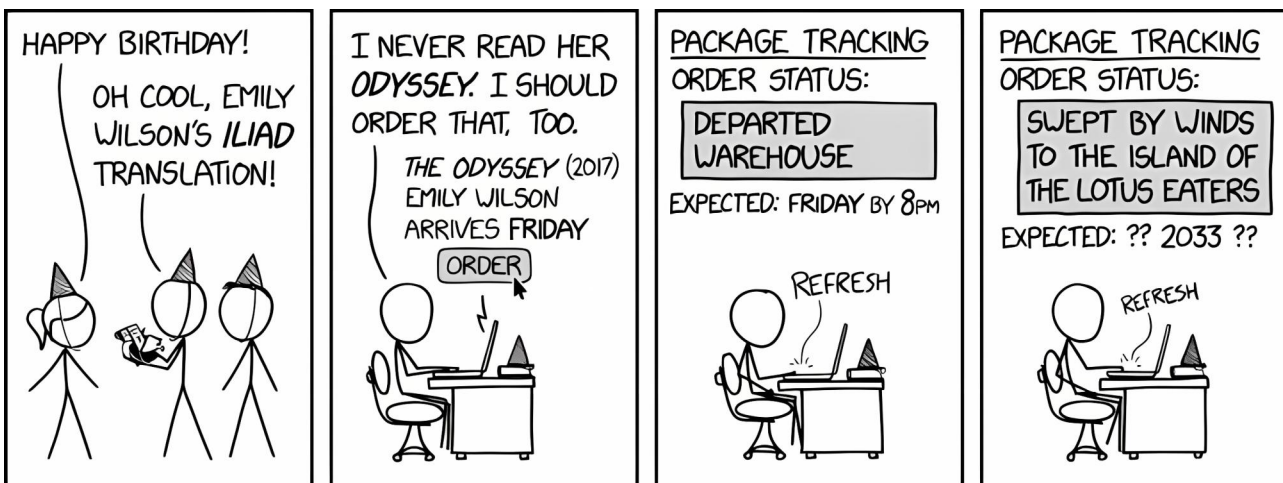 HAPPY BIRTHDAY!
OH COOL, EMILY
WILSON'S ILIAD
TRANSLATION!
I NEVER READ HER
ODYSSEY. I SHOULD
ORDER THAT, TOO.
THE ODYSSEY (2017)
EMILY WILSON
ARRIVES FRIDAY
ORDER
PACKAGE TRACKING
ORDER STATUS:
DEPARTED
WAREHOUSE
EXPECTED: FRIDAY BY 8PM
REFRESH
PACKAGE TRACKING
ORDER STATUS:
SWEPT BY WINDS
TO THE ISLAND OF
THE LOTUS EATERS
EXPECTED: ?? 2033 ??
REFRESH